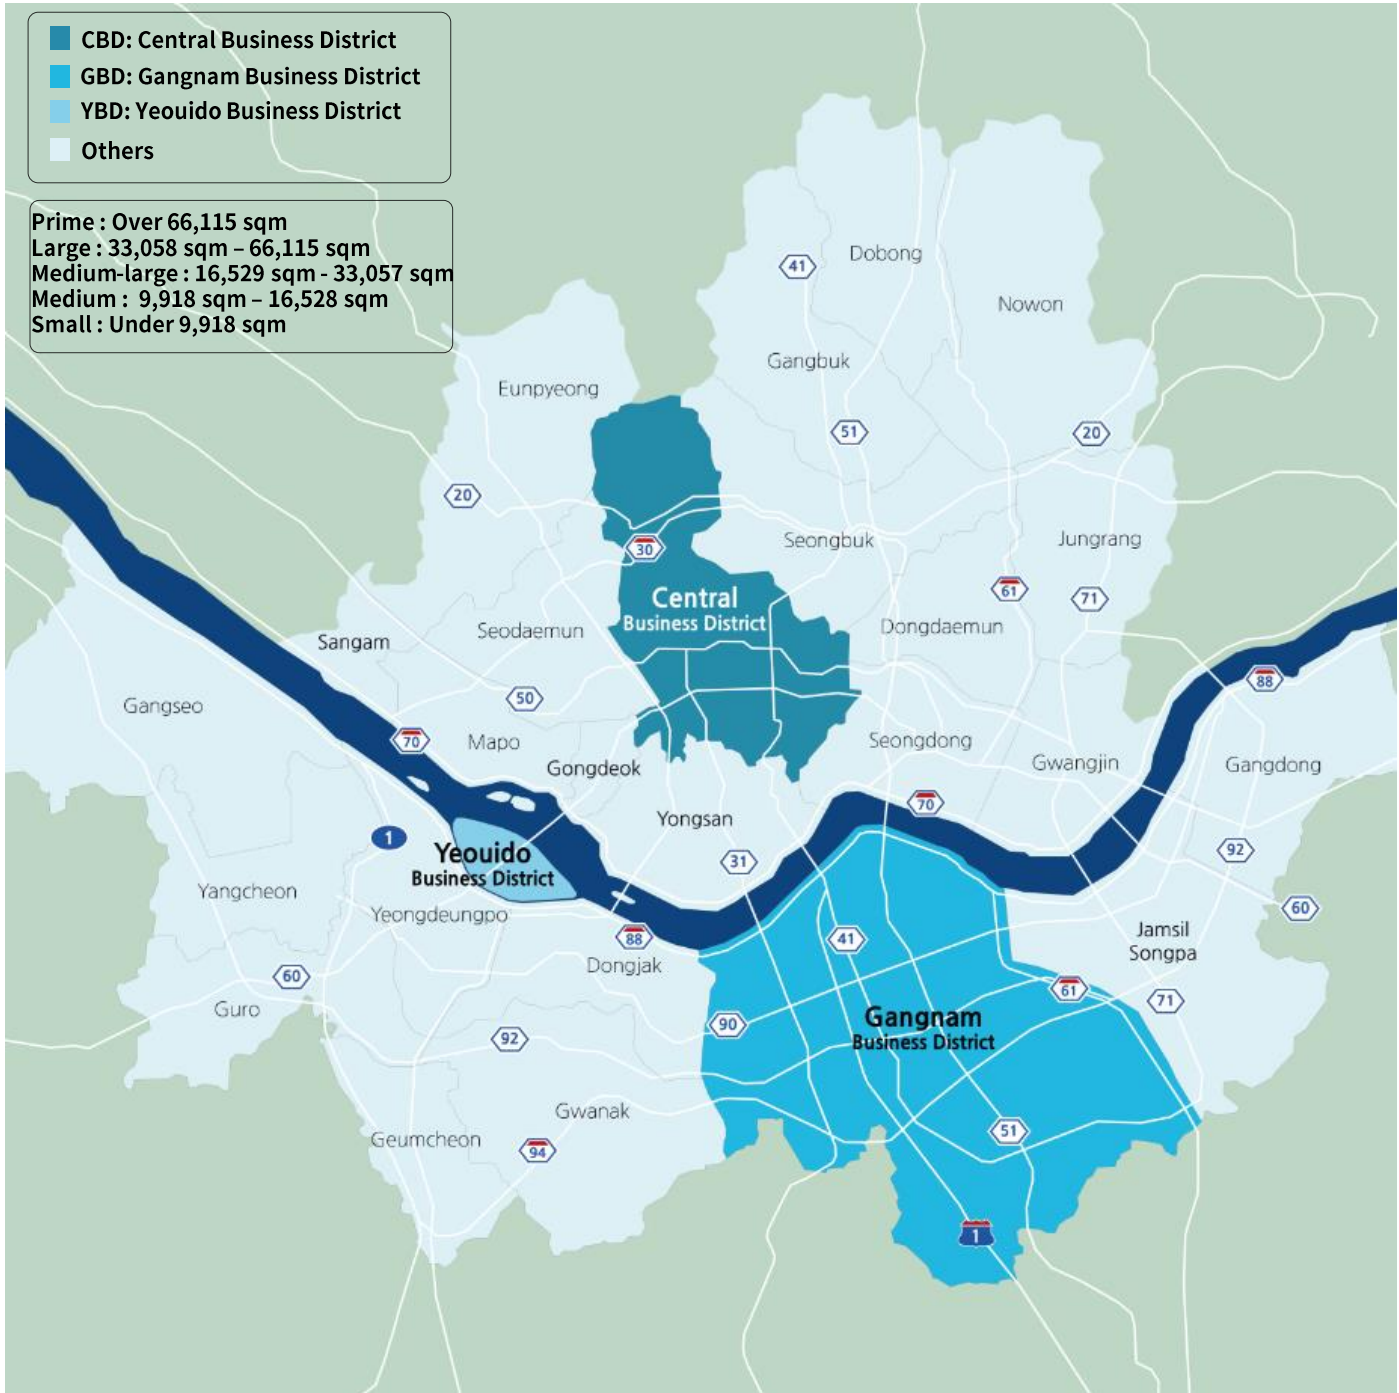 CBD: Central Business District
GBD: Gangnam Business District
YBD: Yeouido Business District
Others
Prime : Over 66,115 sqm
Large : 33,058 sqm – 66,115 sqm
Medium-large : 16,529 sqm - 33,057 sqm
Medium : 9,918 sqm – 16,528 sqm
Small : Under 9,918 sqm
Dobong
41
Nowon
Gangbuk
Eunpyeong
51
20
20
Seongbuk
Jungrang
30
61
71
Central
Business District
Seodaemun
Dongdaemun
Sangam
88
50
Gangseo
70
Mapo
Seongdong
Gongdeok
Gwangjin
Gangdong
70
Yongsan
1
31
92
Yeouido
Business District
Yangcheon
Yeongdeungpo
60
88
41
Jamsil
Songpa
Dongjak
60
61
71
Guro
Gangnam
Business District
90
92
Gwanak
51
Geumcheon
94
1